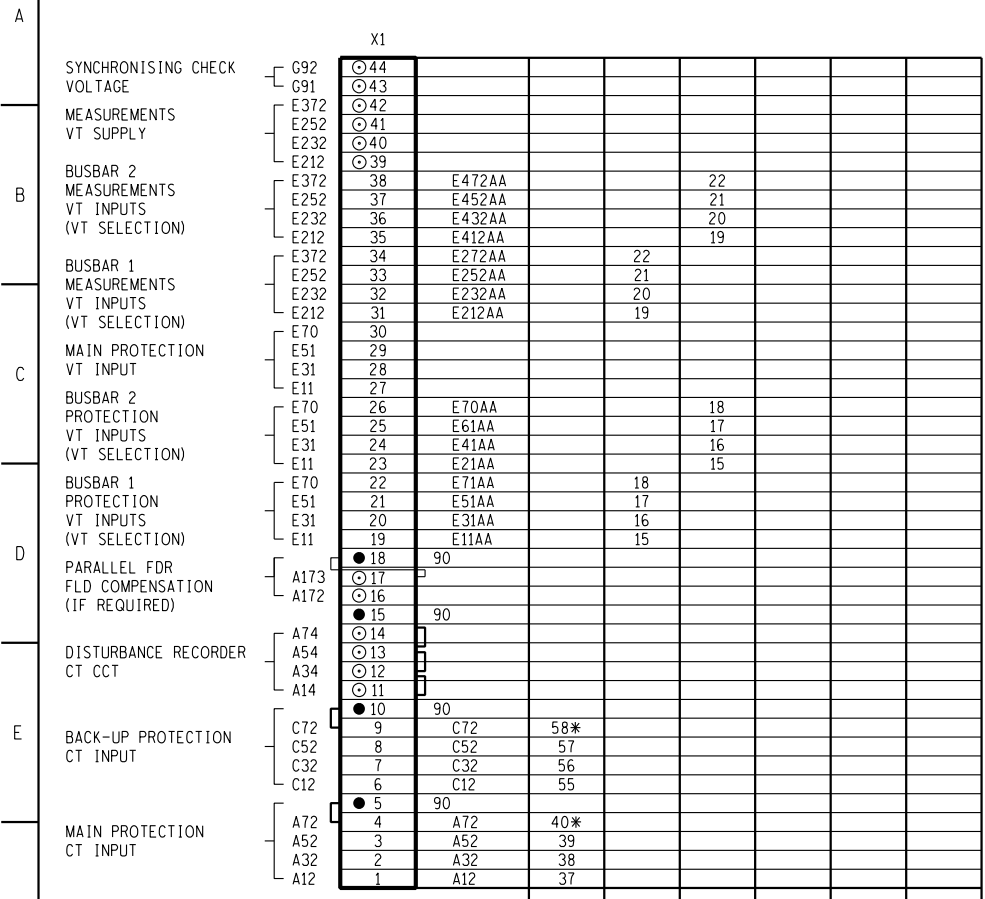 A
X1
SYNCHRONISING CHECK
VOLTAGE
G92 44
G91 43
MEASUREMENTS
VT SUPPLY
E372 42
E252 41
E232 40
E212 39
B
BUSBAR 2
MEASUREMENTS
VT INPUTS
(VT SELECTION)
E372 38 E472AA 22
E252 37 E452AA 21
E232 36 E432AA 20
E212 35 E412AA 19
BUSBAR 1
MEASUREMENTS
VT INPUTS
(VT SELECTION)
E372 34 E272AA 22
E252 33 E252AA 21
E232 32 E232AA 20
E212 31 E212AA 19
C
MAIN PROTECTION
VT INPUT
E70 30
E51 29
E31 28
E11 27
BUSBAR 2
PROTECTION
VT INPUTS
(VT SELECTION)
E70 26 E70AA 18
E51 25 E61AA 17
E31 24 E41AA 16
E11 23 E21AA 15
BUSBAR 1
PROTECTION
VT INPUTS
(VT SELECTION)
E70 22 E71AA 18
E51 21 E51AA 17
E31 20 E31AA 16
E11 19 E11AA 15
D
PARALLEL FDR
FLD COMPENSATION
(IF REQUIRED)
18 90
A173 17
A172 16
15 90
DISTURBANCE RECORDER
CT CCT
A74 14
A54 13
A34 12
A14 11
E
BACK-UP PROTECTION
CT INPUT
10 90
C72 9 C72 58*
C52 8 C52 57
C32 7 C32 56
C12 6 C12 55
MAIN PROTECTION
CT INPUT
5 90
A72 4 A72 40*
A52 3 A52 39
A32 2 A32 38
A12 1 A12 37